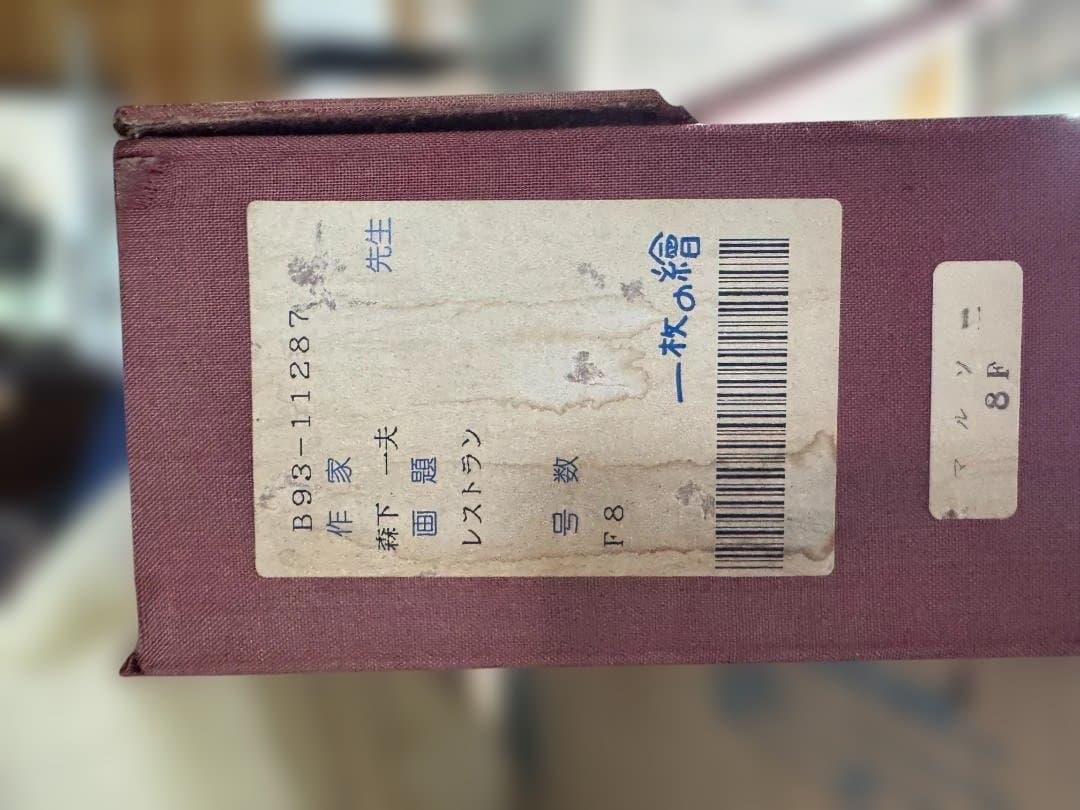 B93-11287
作家
森下 一夫 先生
画題
レストラン
号数
F8
一枚の繪
マルソー
8F